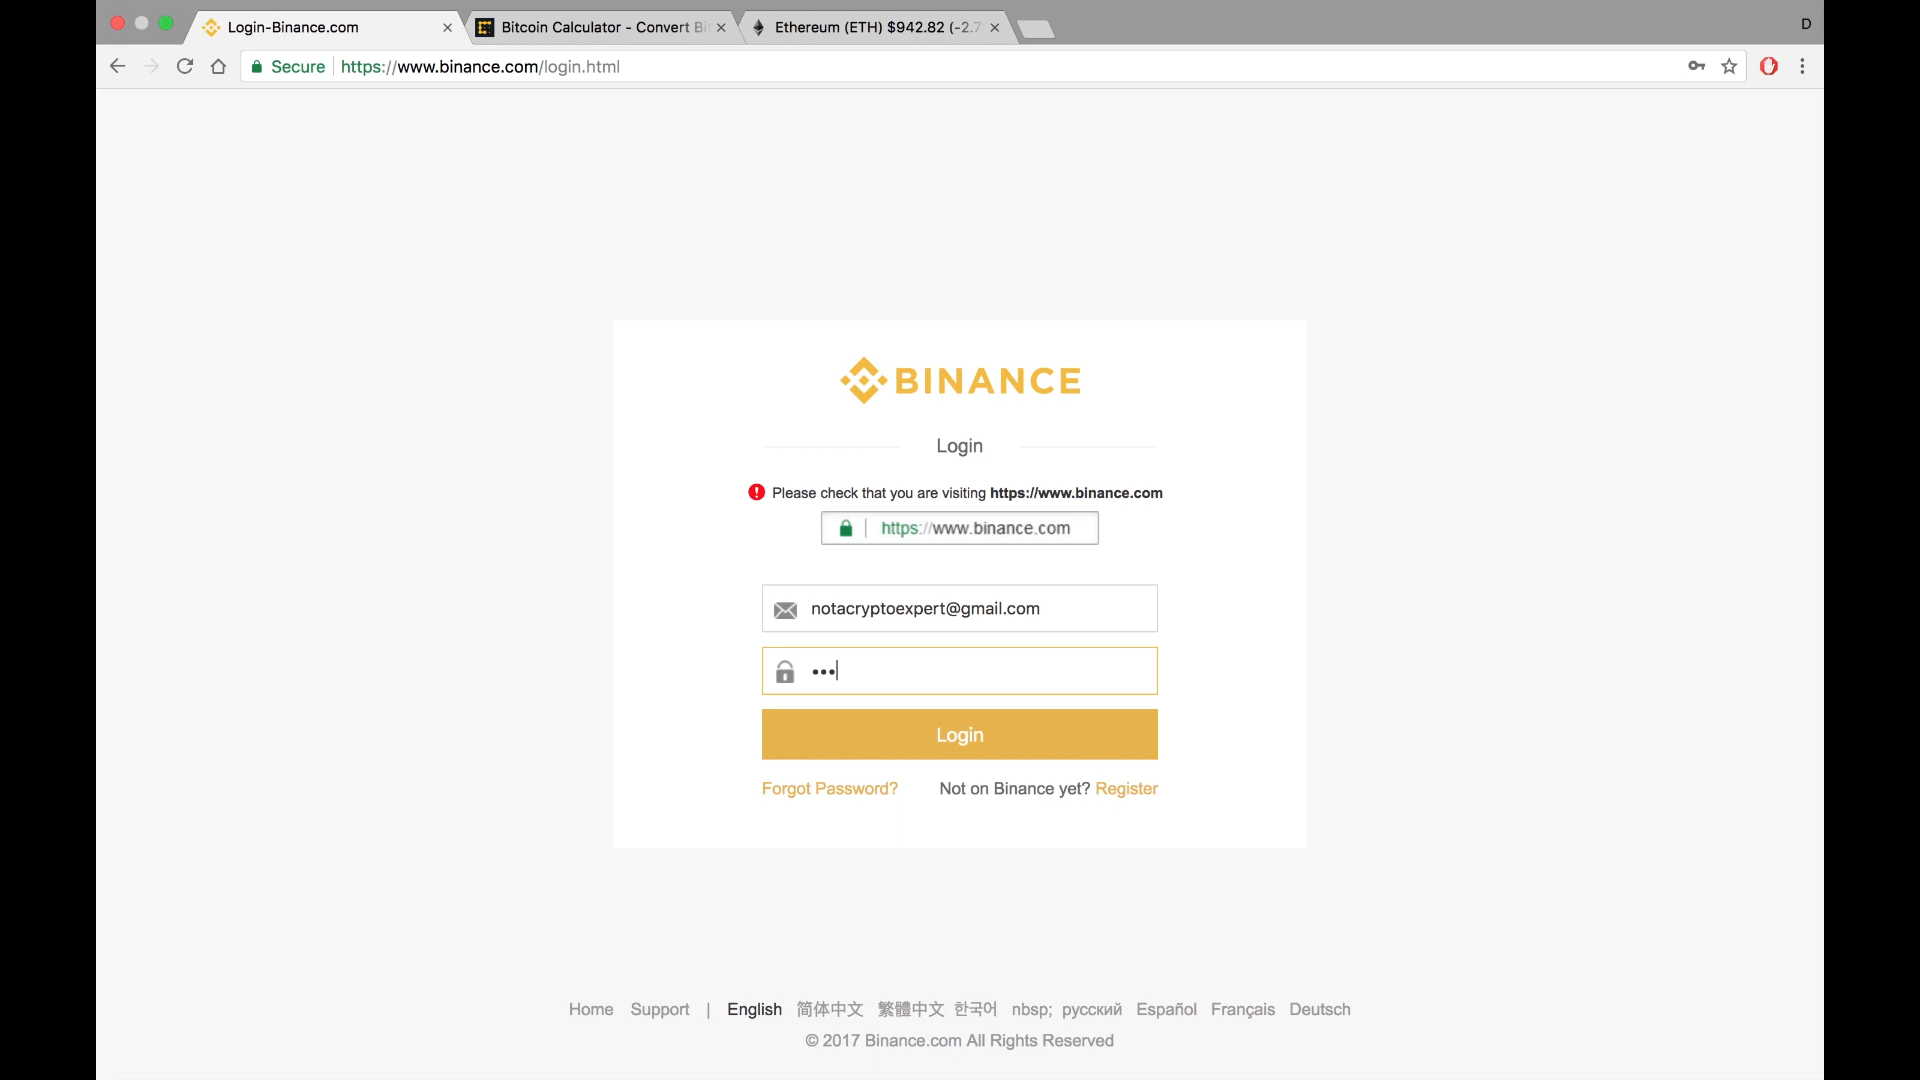 Login-Binance.com
Bitcoin Calculator - Convert Bi
Ethereum (ETH) $942.82 (-2.7
D
Secure https://www.binance.com/login.html
BINANCE
Login
Please check that you are visiting https://www.binance.com
https://www.binance.com
notacryptoexpert@gmail.com
•••
Login
Forgot Password? Not on Binance yet? Register
Home Support | English 简体中文 繁體中文 한국어 nbsp; русский Español Français Deutsch
© 2017 Binance.com All Rights Reserved